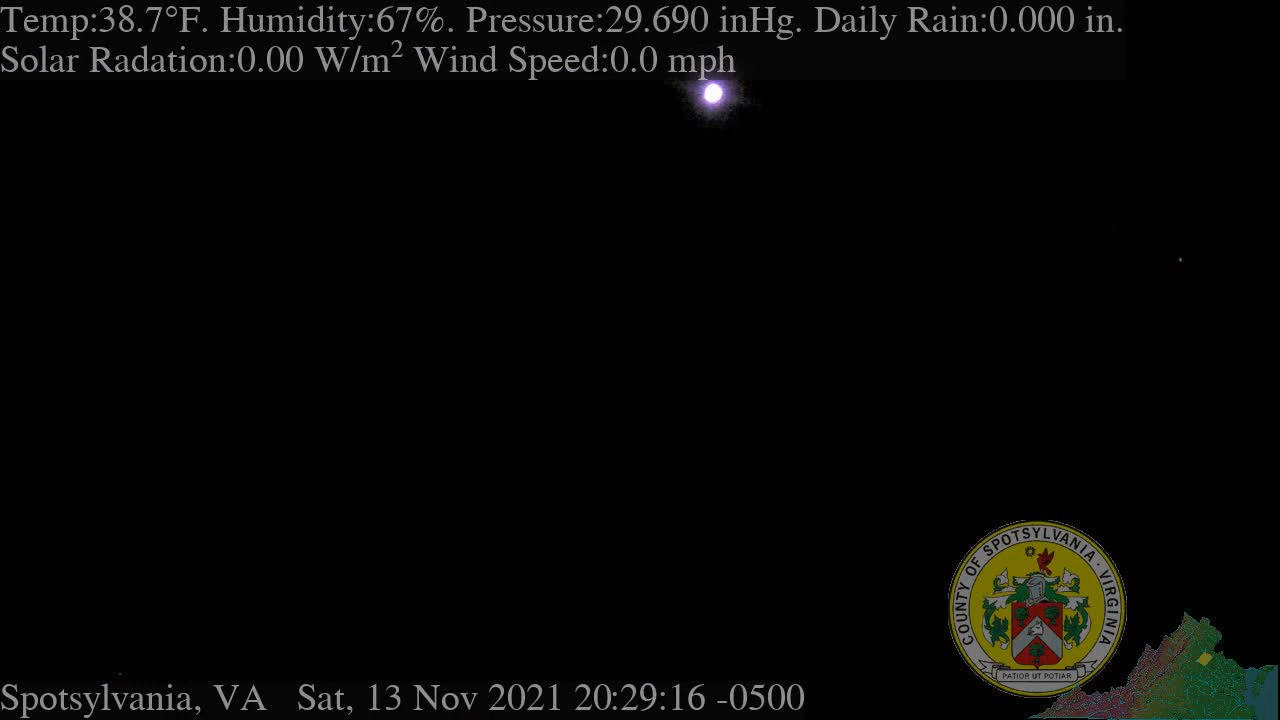 Temp:38.7°F. Humidity:67%. Pressure:29.690 inHg. Daily Rain:0.000 in.
Solar Radation:0.00 W/m² Wind Speed:0.0 mph
COUNTY OF SPOTSYLVANIA · VIRGINIA
PATIOR UT POTIAR
Spotsylvania, VA Sat, 13 Nov 2021 20:29:16 -0500